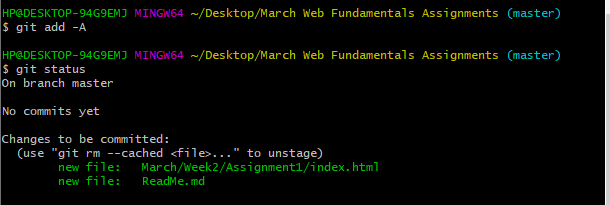 HP@DESKTOP-94G9EMJ MINGW64 ~/Desktop/March Web Fundamentals Assignments (master)
$ git add -A
HP@DESKTOP-94G9EMJ MINGW64 ~/Desktop/March Web Fundamentals Assignments (master)
$ git status
On branch master
No commits yet
Changes to be committed:
  (use "git rm --cached <file>..." to unstage)
        new file:   March/Week2/Assignment1/index.html
        new file:   ReadMe.md